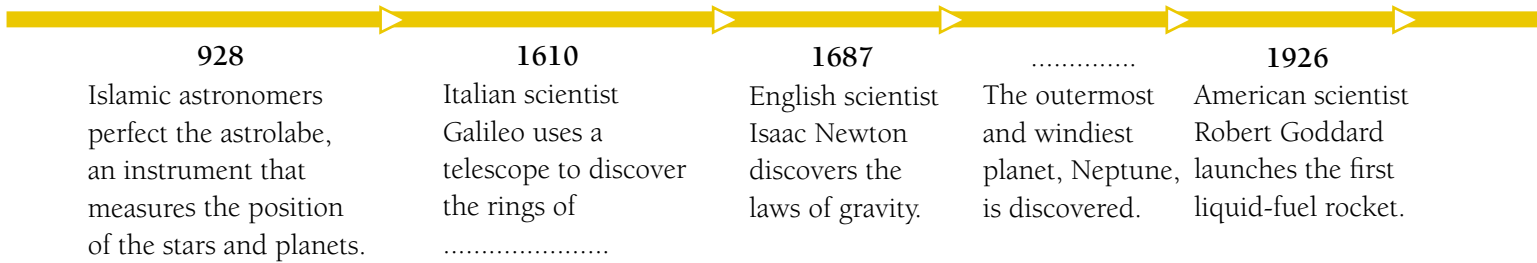 928
Islamic astronomers
perfect the astrolabe,
an instrument that
measures the position
of the stars and planets.
1610
Italian scientist
Galileo uses a
telescope to discover
the rings of
......................
1687
English scientist
Isaac Newton
discovers the
laws of gravity.
..............
The outermost
and windiest
planet, Neptune,
is discovered.
1926
American scientist
Robert Goddard
launches the first
liquid-fuel rocket.